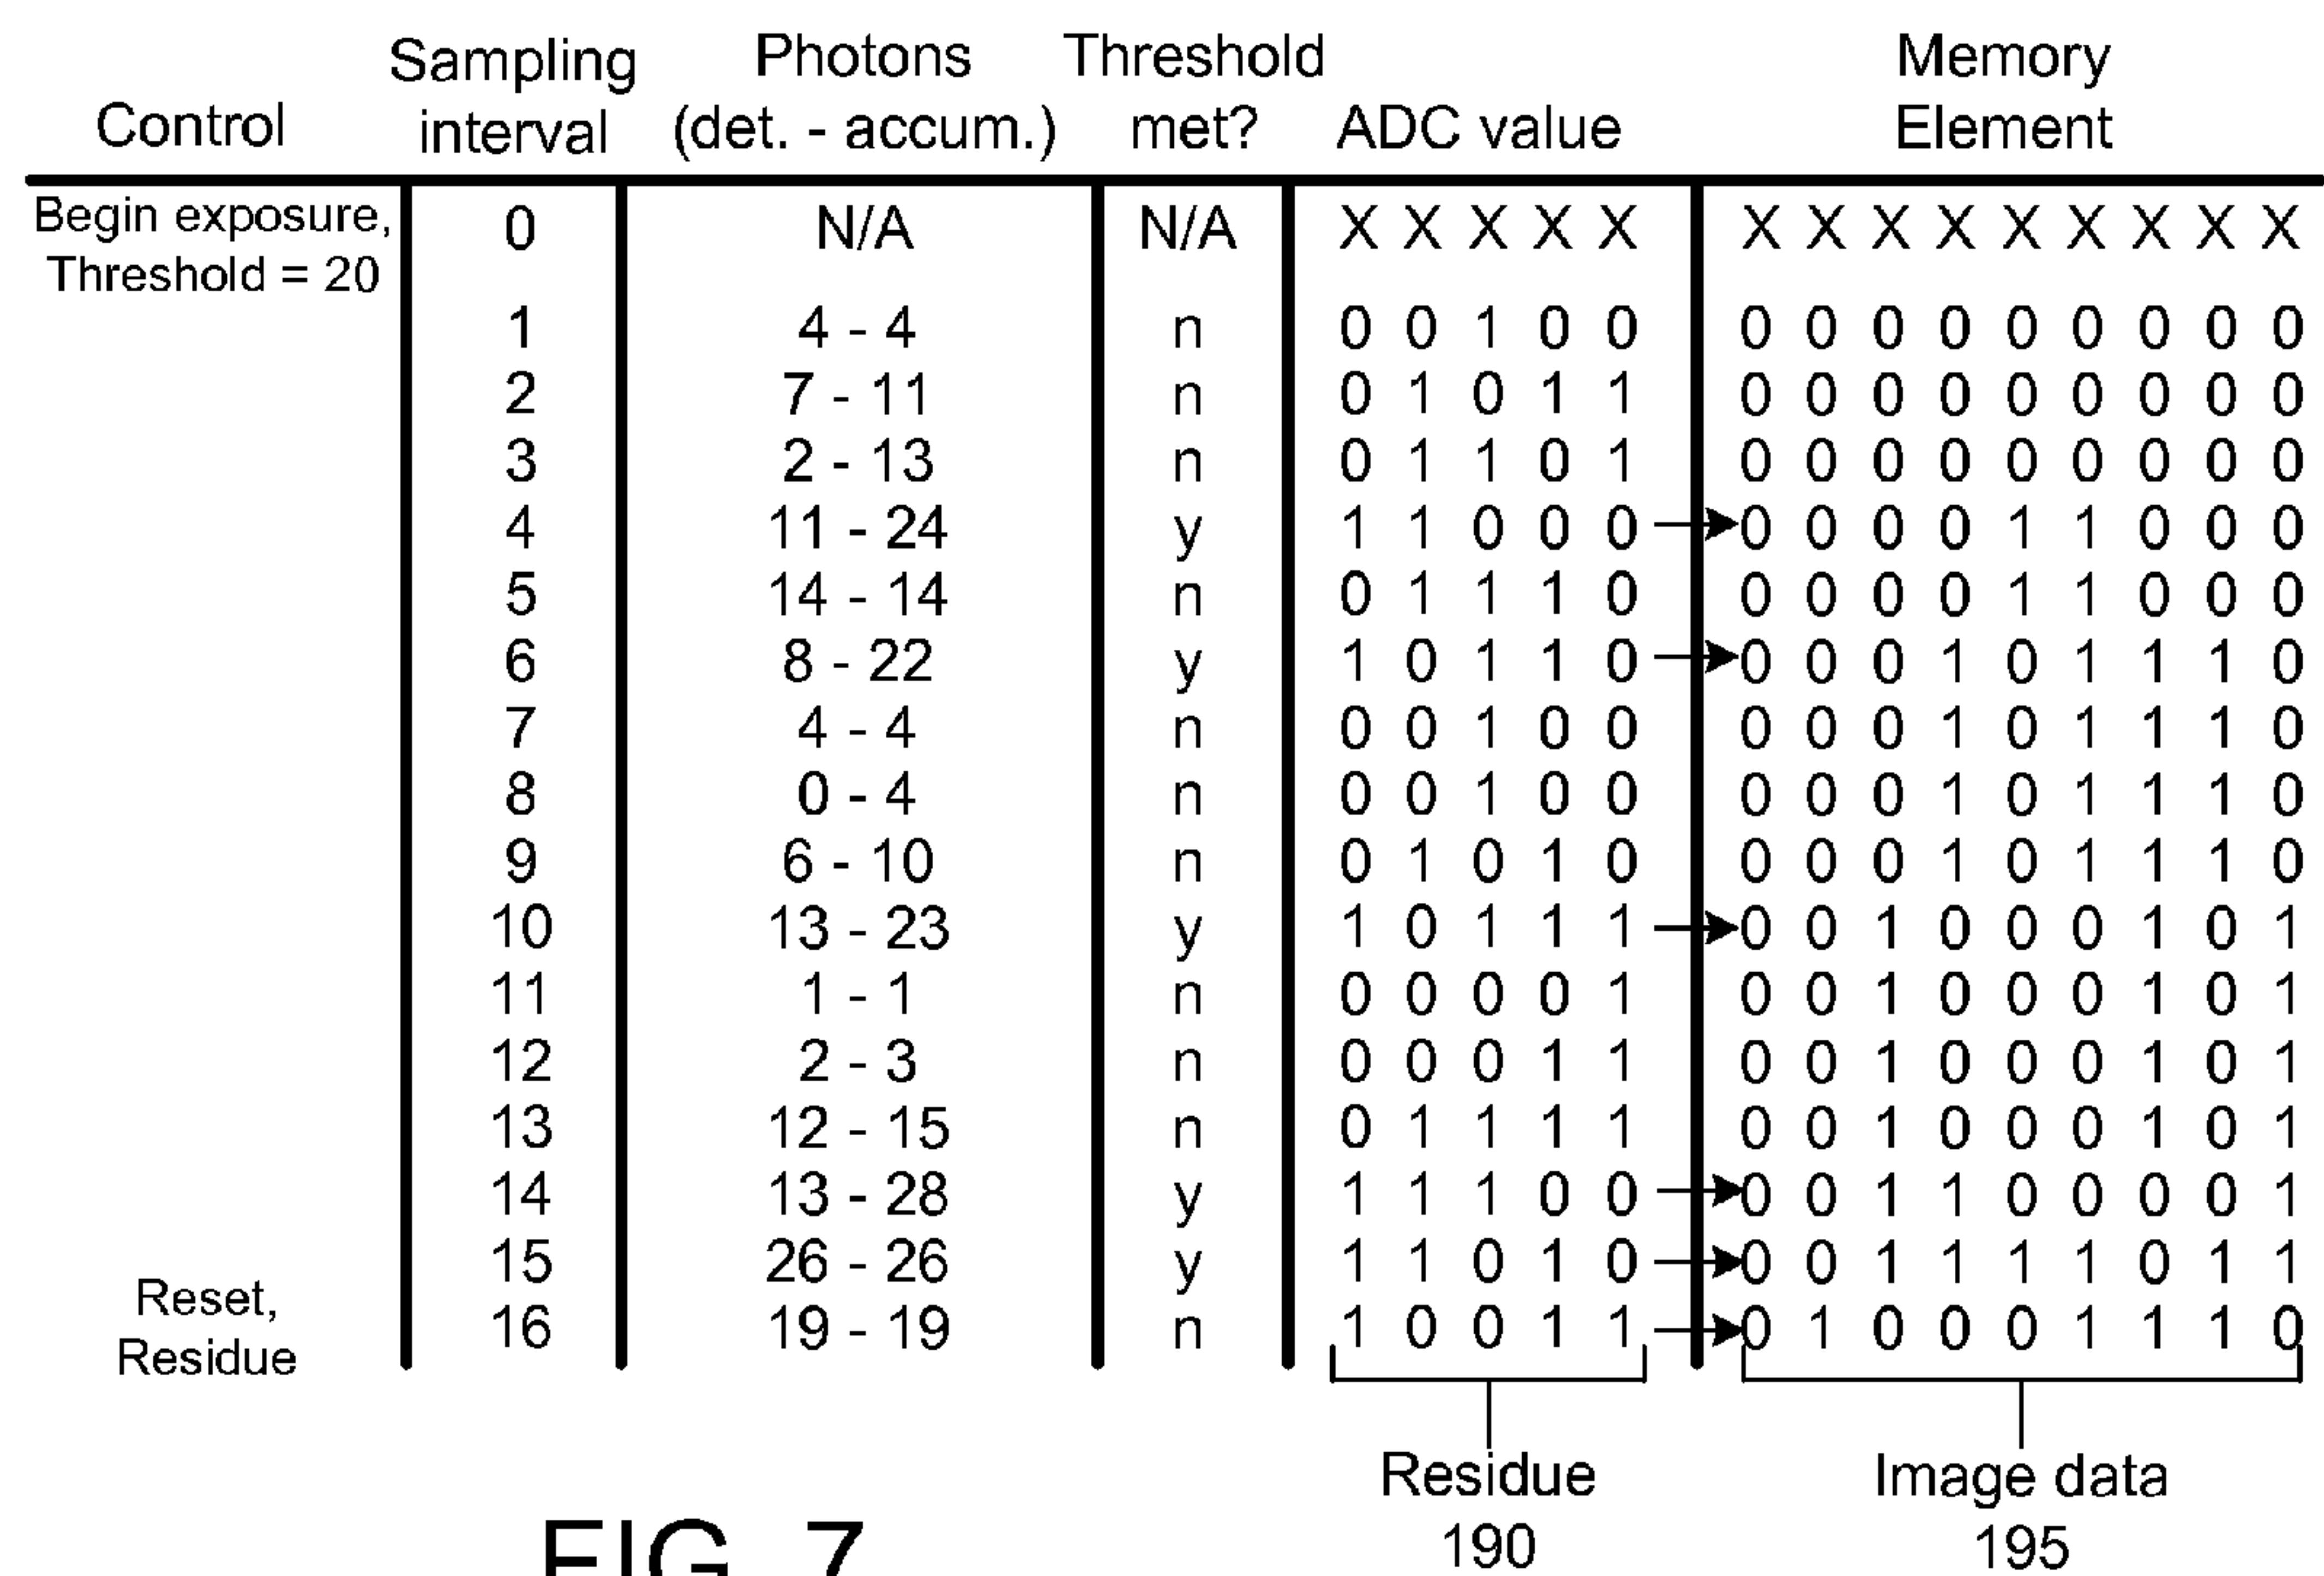 Control Sampling interval Photons (det. - accum.) Threshold met? ADC value Memory Element
Begin exposure, Threshold = 20 0 N/A N/A X X X X X X X X X X X X X X
1 4 - 4 n 0 0 1 0 0 0 0 0 0 0 0 0 0 0
2 7 - 11 n 0 1 0 1 1 0 0 0 0 0 0 0 0 0
3 2 - 13 n 0 1 1 0 1 0 0 0 0 0 0 0 0 0
4 11 - 24 y 1 1 0 0 0 0 0 0 0 1 1 0 0 0
5 14 - 14 n 0 1 1 1 0 0 0 0 0 1 1 0 0 0
6 8 - 22 y 1 0 1 1 0 0 0 0 1 0 1 1 1 0
7 4 - 4 n 0 0 1 0 0 0 0 0 1 0 1 1 1 0
8 0 - 4 n 0 0 1 0 0 0 0 0 1 0 1 1 1 0
9 6 - 10 n 0 1 0 1 0 0 0 0 1 0 1 1 1 0
10 13 - 23 y 1 0 1 1 1 0 0 1 0 0 0 1 0 1
11 1 - 1 n 0 0 0 0 1 0 0 1 0 0 0 1 0 1
12 2 - 3 n 0 0 0 1 1 0 0 1 0 0 0 1 0 1
13 12 - 15 n 0 1 1 1 1 0 0 1 0 0 0 1 0 1
14 13 - 28 y 1 1 1 0 0 0 0 1 1 0 0 0 0 1
15 26 - 26 y 1 1 0 1 0 0 0 1 1 1 1 0 1 1
Reset, Residue 16 19 - 19 n 1 0 0 1 1 0 1 0 0 0 1 1 1 0
Residue 190 Image data 195
FIG. 7